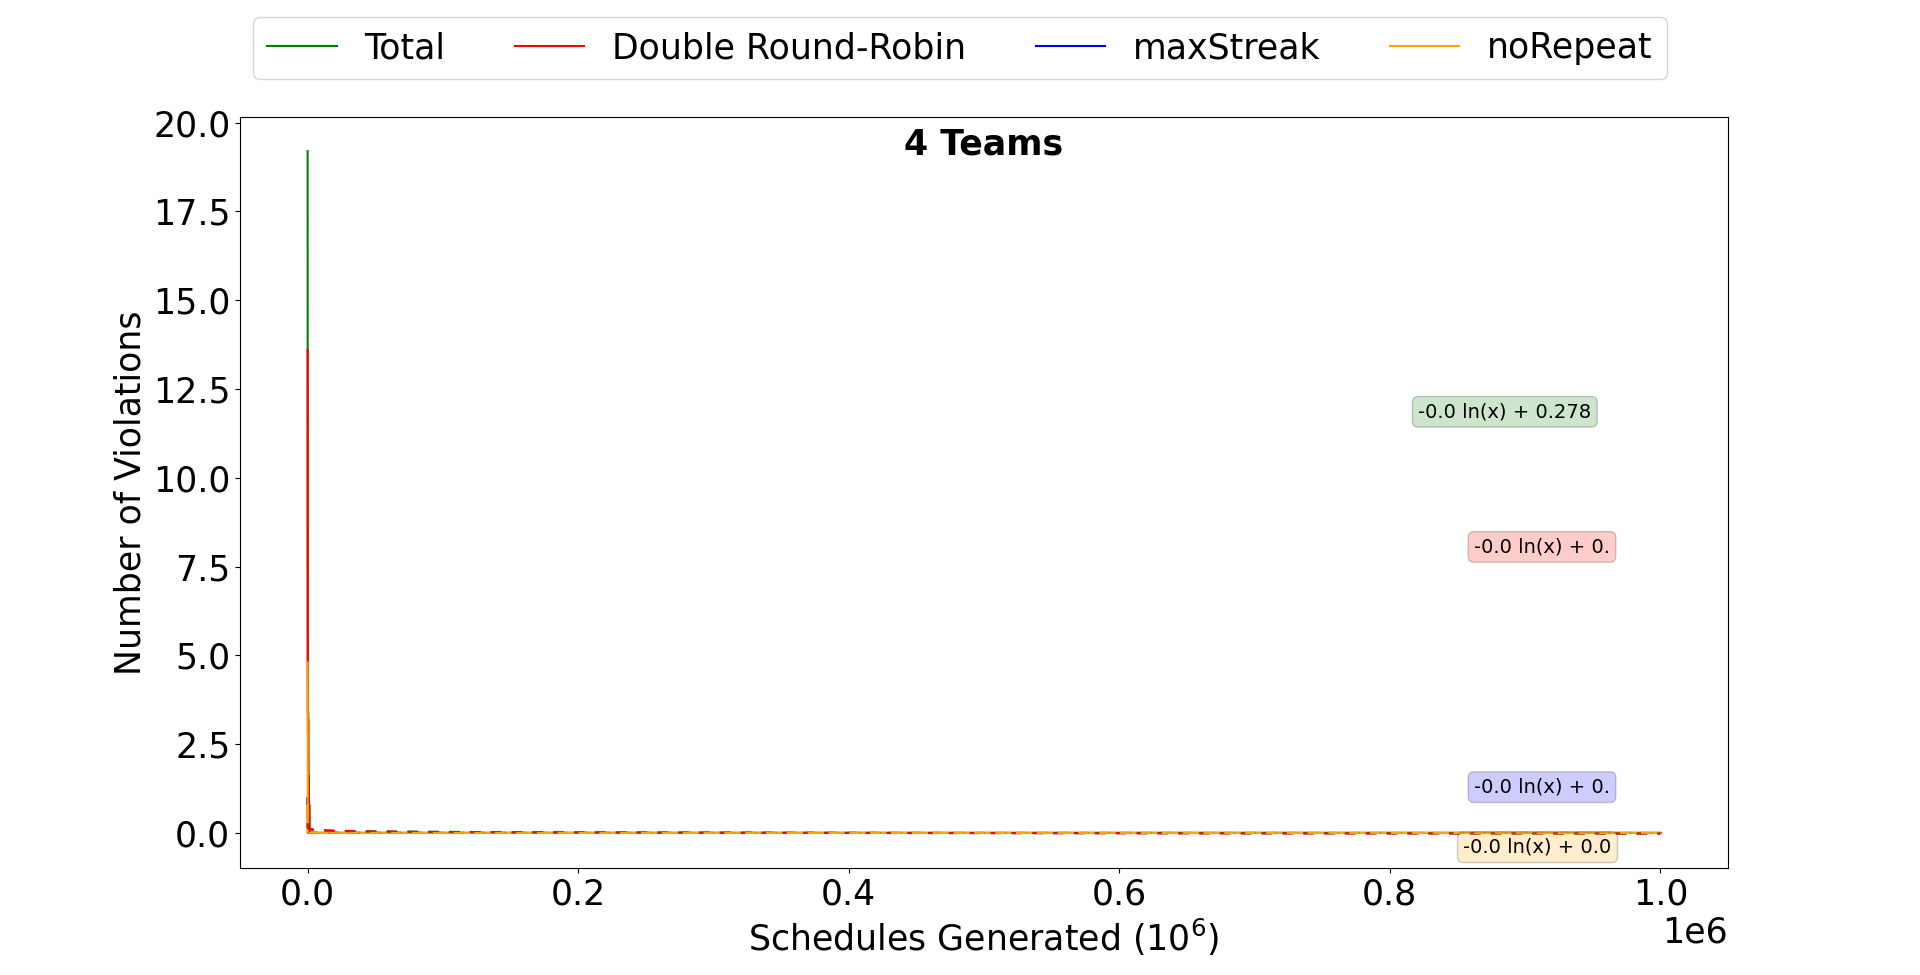 Total Double Round-Robin maxStreak noRepeat
4 Teams
20.0
17.5
15.0
12.5
10.0
7.5
5.0
2.5
0.0
Number of Violations
-0.0 ln(x) + 0.278
-0.0 ln(x) + 0.
-0.0 ln(x) + 0.
-0.0 ln(x) + 0.0
0.0 0.2 0.4 0.6 0.8 1.0
1e6
Schedules Generated (10⁶)